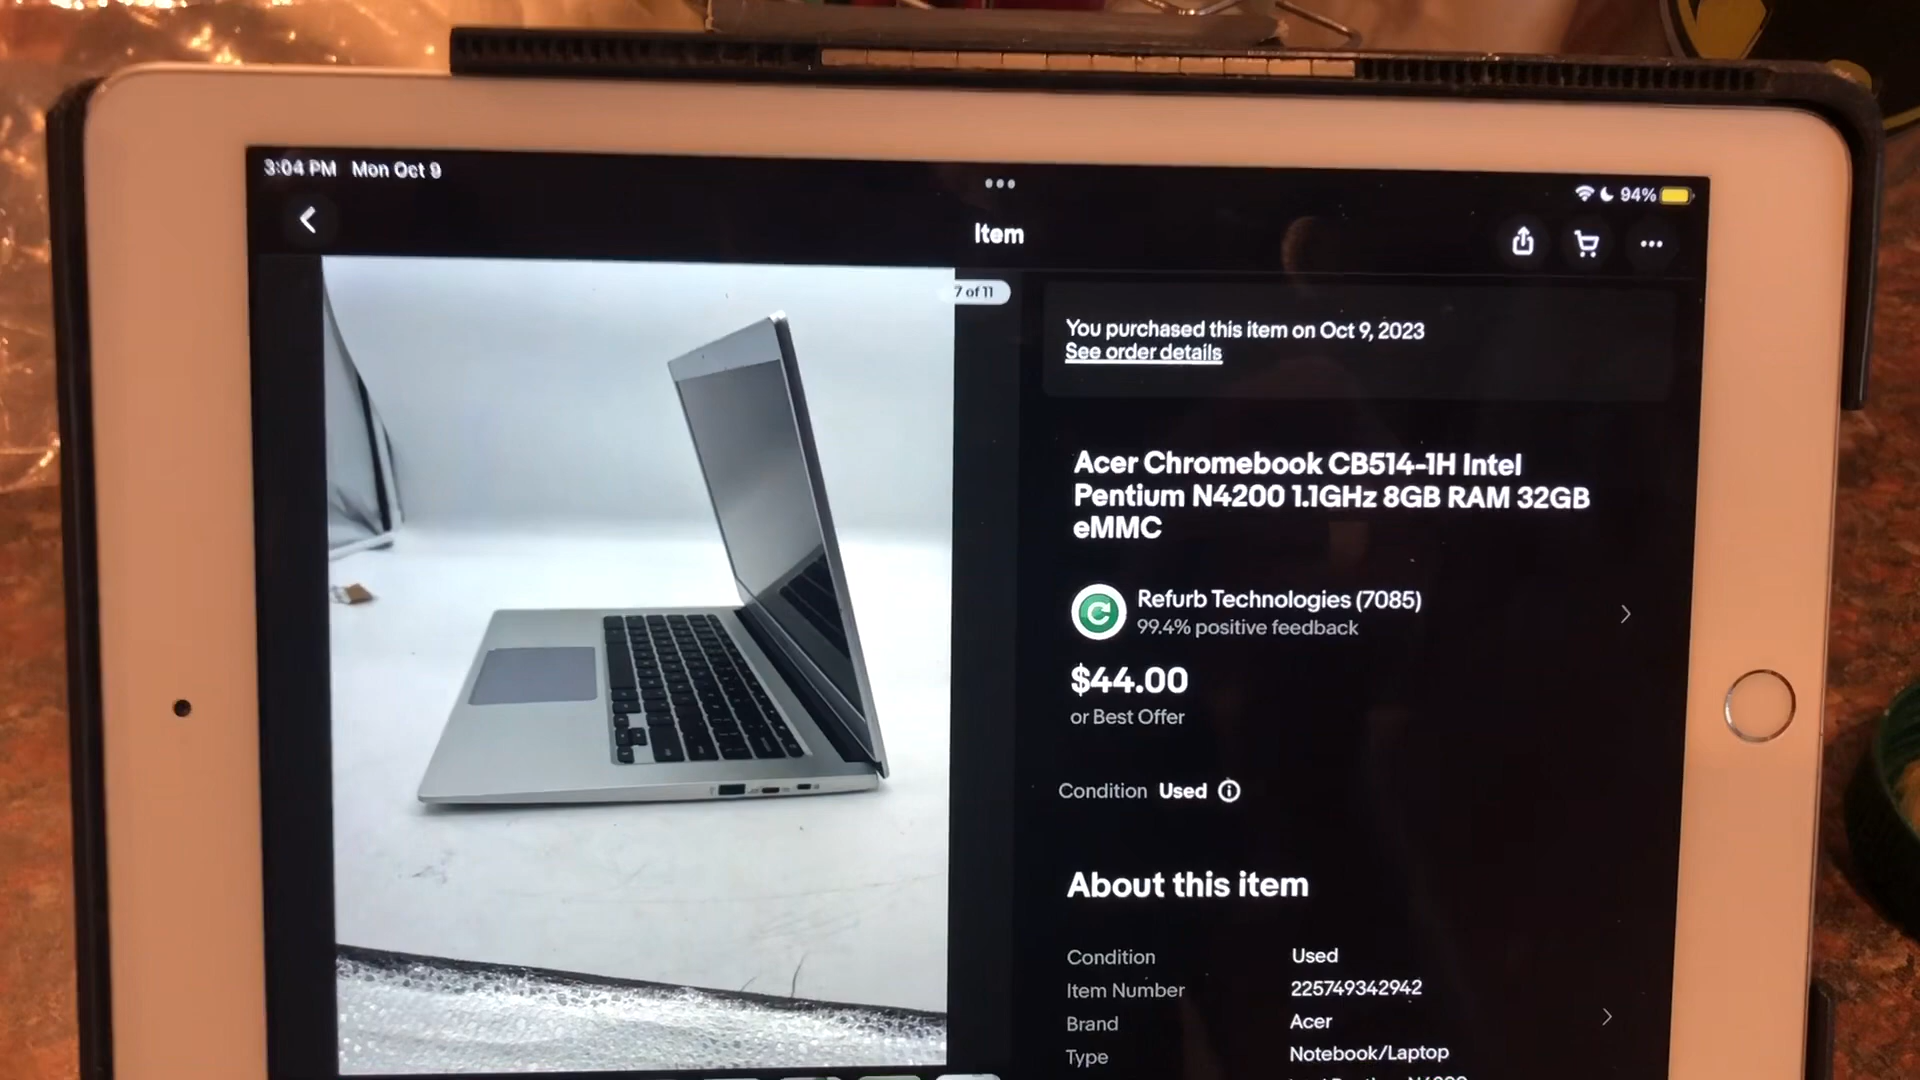 3:04 PM Mon Oct 9
94%
Item
7 of 11
You purchased this item on Oct 9, 2023
See order details
Acer Chromebook CB514-1H Intel
Pentium N4200 1.1GHz 8GB RAM 32GB
eMMC
Refurb Technologies (7085)
99.4% positive feedback
$44.00
or Best Offer
Condition Used
About this item
Condition Used
Item Number 225749342942
Brand Acer
Type Notebook/Laptop